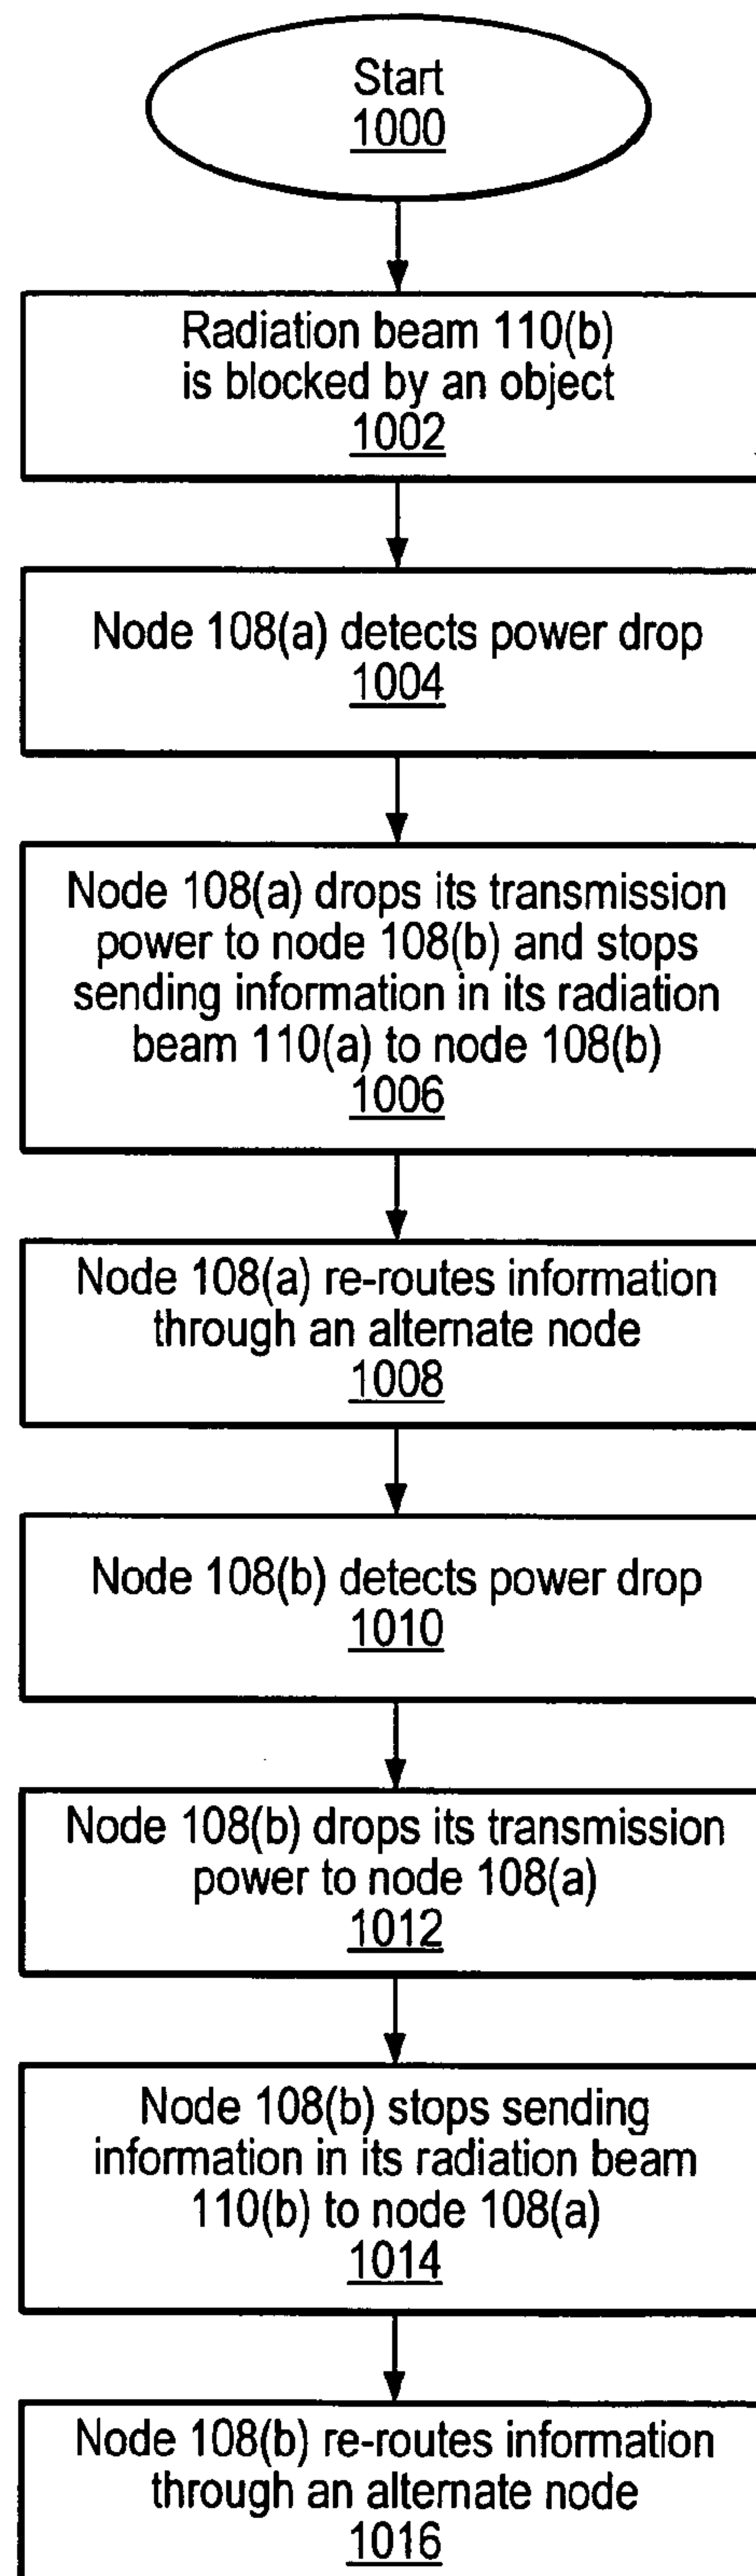 Start
1000
Radiation beam 110(b)
is blocked by an object
1002
Node 108(a) detects power drop
1004
Node 108(a) drops its transmission
power to node 108(b) and stops
sending information in its radiation
beam 110(a) to node 108(b)
1006
Node 108(a) re-routes information
through an alternate node
1008
Node 108(b) detects power drop
1010
Node 108(b) drops its transmission
power to node 108(a)
1012
Node 108(b) stops sending
information in its radiation beam
110(b) to node 108(a)
1014
Node 108(b) re-routes information
through an alternate node
1016